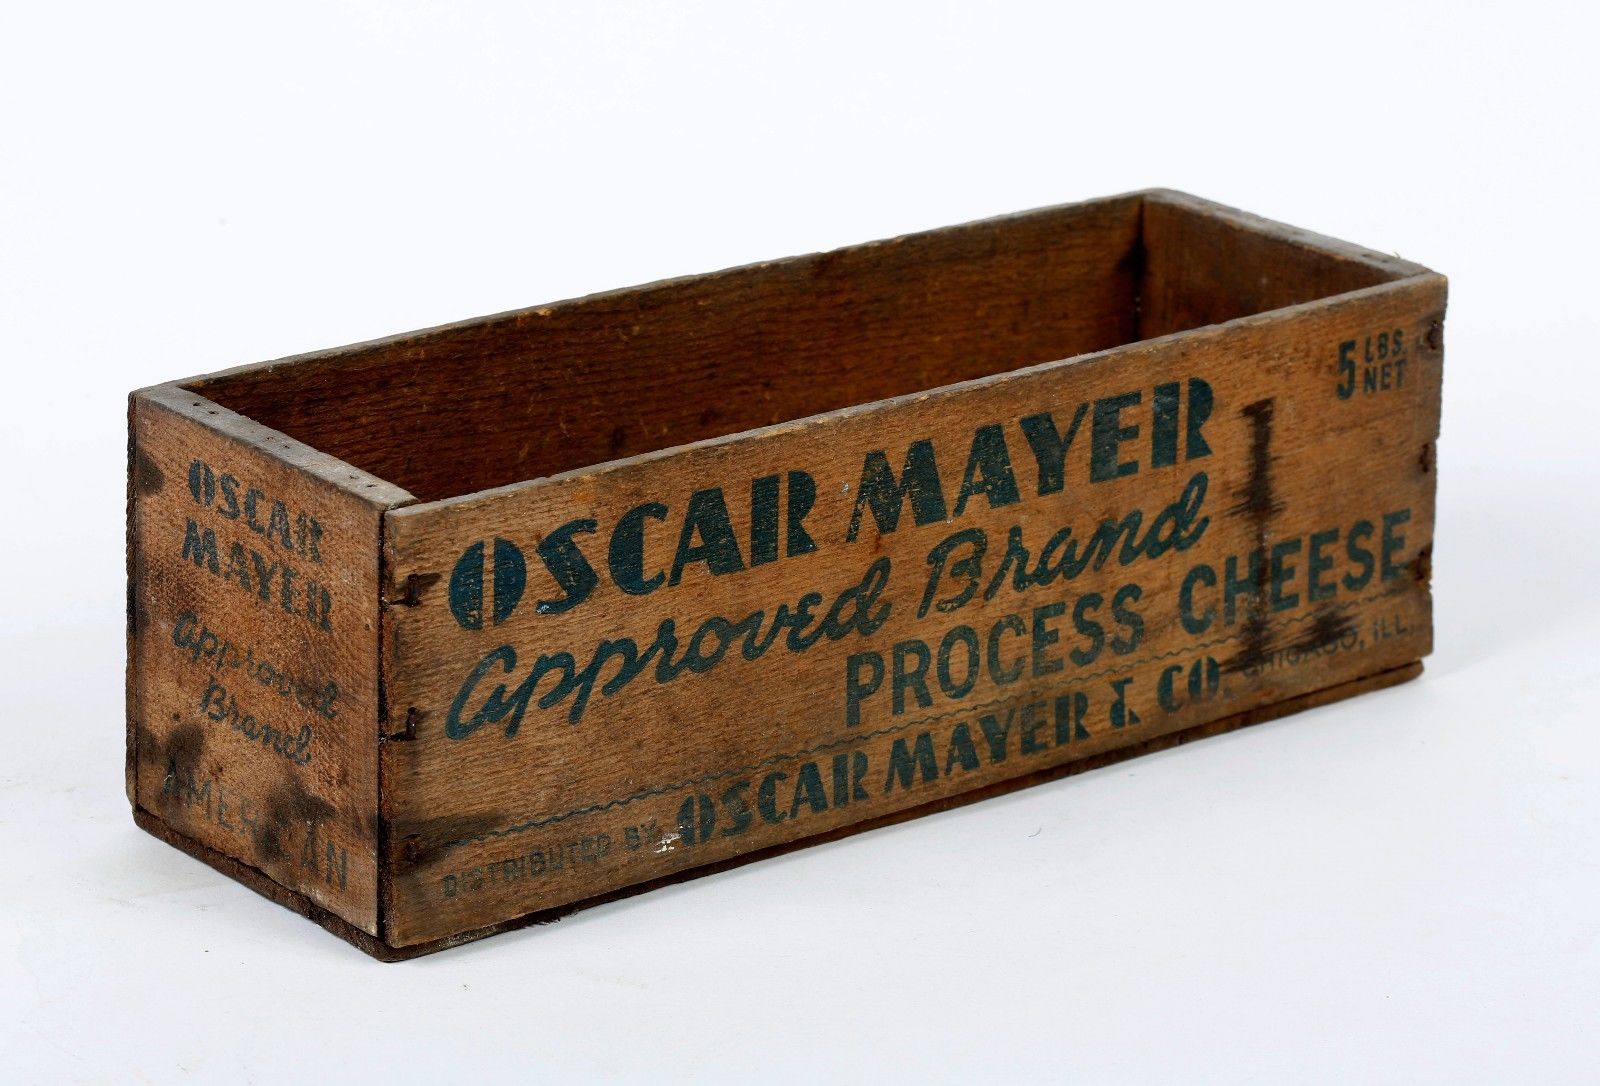 OSCAR
MAYER
Approved
Brand
AMERICAN
5 LBS.
NET
OSCAR MAYER
Approved Brand
PROCESS CHEESE
DISTRIBUTED BY OSCAR MAYER & CO. CHICAGO, ILL.